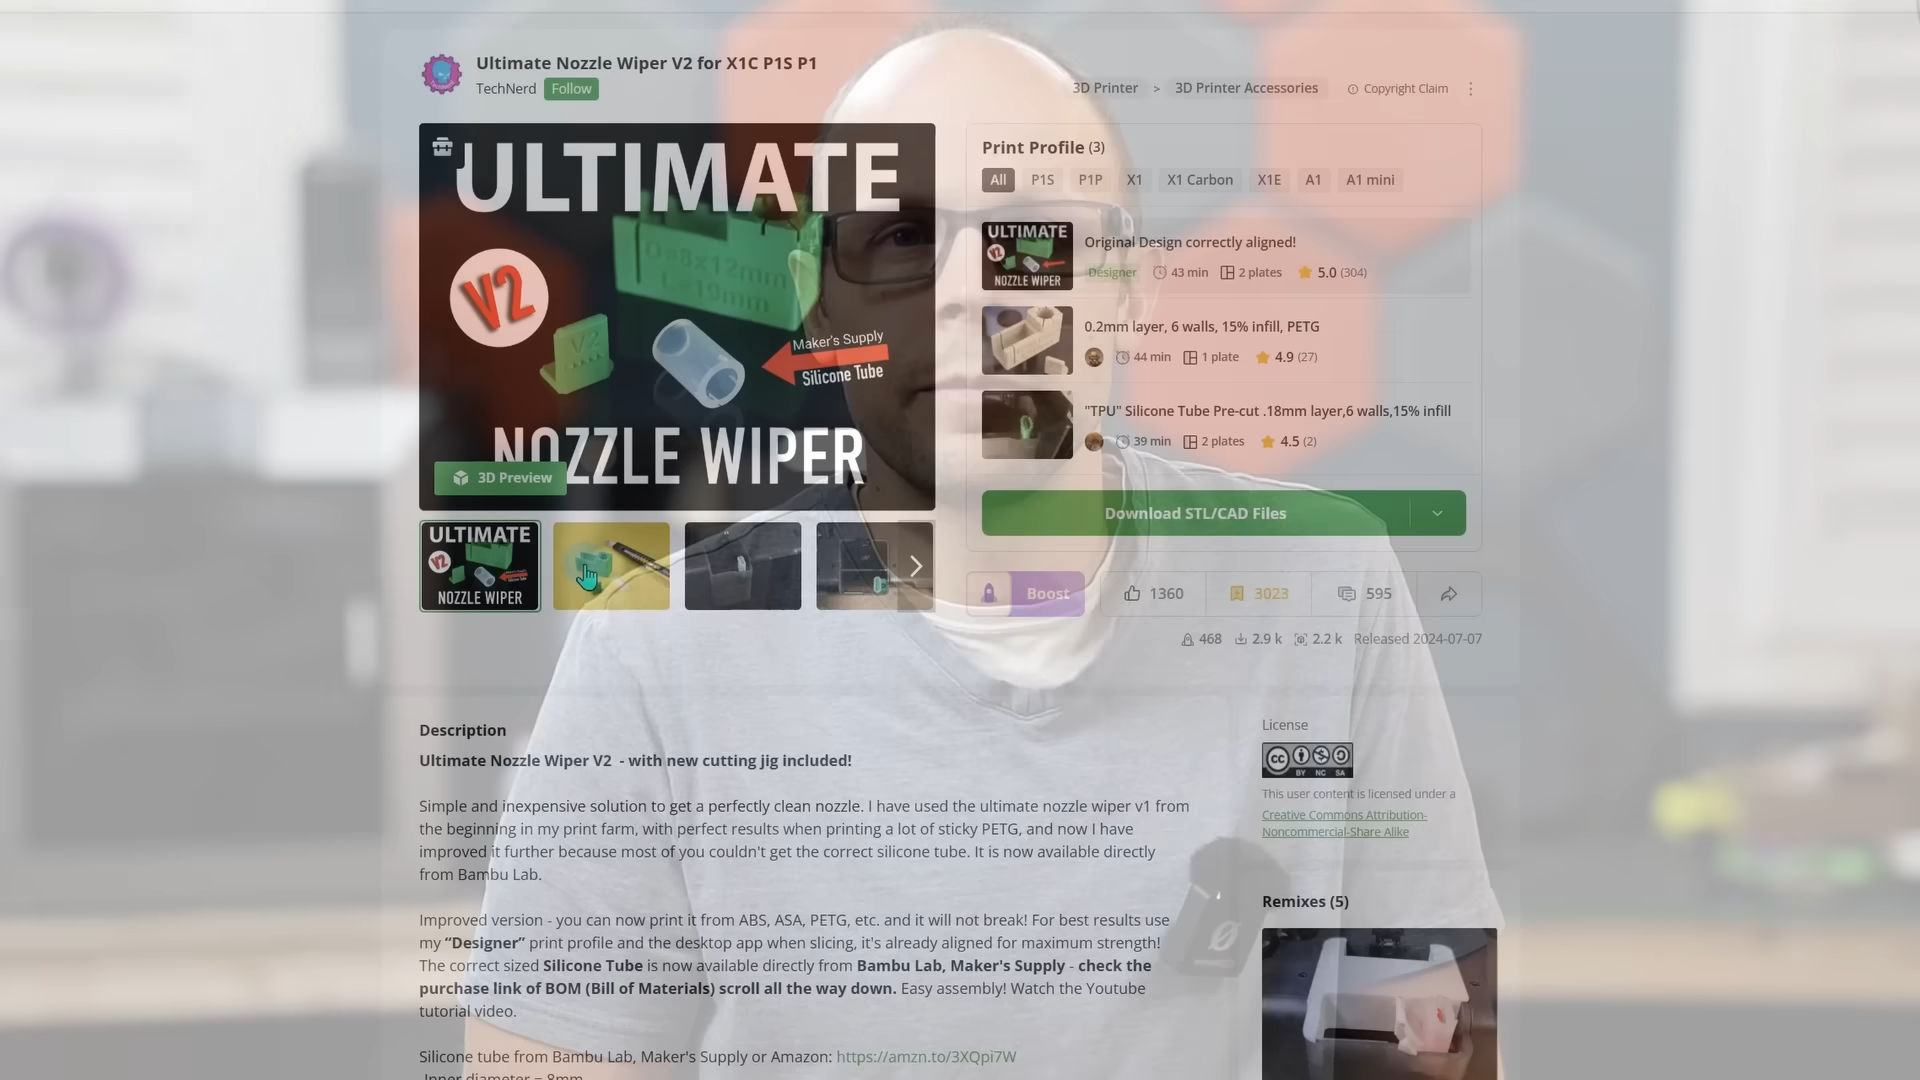 Ultimate Nozzle Wiper V2 for X1C P1S P1
TechNerd Follow
3D Printer > 3D Printer Accessories Copyright Claim
ULTIMATE
D=8x12mm
L=19mm
V2
V2
Maker's Supply
Silicone Tube
NOZZLE WIPER
3D Preview
ULTIMATE
V2
NOZZLE WIPER
Print Profile (3)
All P1S P1P X1 X1 Carbon X1E A1 A1 mini
ULTIMATE
V2
NOZZLE WIPER
Original Design correctly aligned!
Designer 43 min 2 plates 5.0 (304)
0.2mm layer, 6 walls, 15% infill, PETG
44 min 1 plate 4.9 (27)
"TPU" Silicone Tube Pre-cut .18mm layer,6 walls,15% infill
39 min 2 plates 4.5 (2)
Download STL/CAD Files
Boost 1360 3023 595
468 2.9 k 2.2 k Released 2024-07-07
Description
Ultimate Nozzle Wiper V2 - with new cutting jig included!
Simple and inexpensive solution to get a perfectly clean nozzle. I have used the ultimate nozzle wiper v1 from
the beginning in my print farm, with perfect results when printing a lot of sticky PETG, and now I have
improved it further because most of you couldn't get the correct silicone tube. It is now available directly
from Bambu Lab.
Improved version - you can now print it from ABS, ASA, PETG, etc. and it will not break! For best results use
my “Designer” print profile and the desktop app when slicing, it's already aligned for maximum strength!
The correct sized Silicone Tube is now available directly from Bambu Lab, Maker's Supply - check the
purchase link of BOM (Bill of Materials) scroll all the way down. Easy assembly! Watch the Youtube
tutorial video.
Silicone tube from Bambu Lab, Maker's Supply or Amazon: https://amzn.to/3XQpi7W
Inner diameter = 8mm
License
CC BY NC SA
This user content is licensed under a
Creative Commons Attribution-
Noncommercial-Share Alike
Remixes (5)